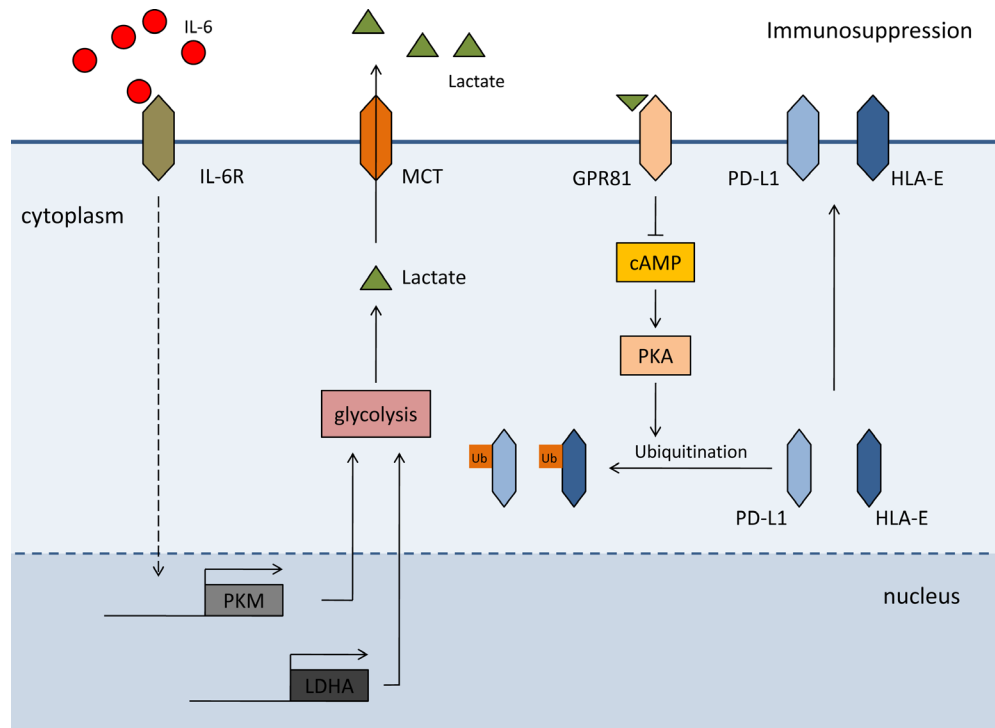 IL-6
Immunosuppression
Lactate
IL-6R
MCT
GPR81
PD-L1
HLA-E
cytoplasm
cAMP
Lactate
PKA
glycolysis
Ub
Ub
Ubiquitination
PD-L1
HLA-E
nucleus
PKM
LDHA